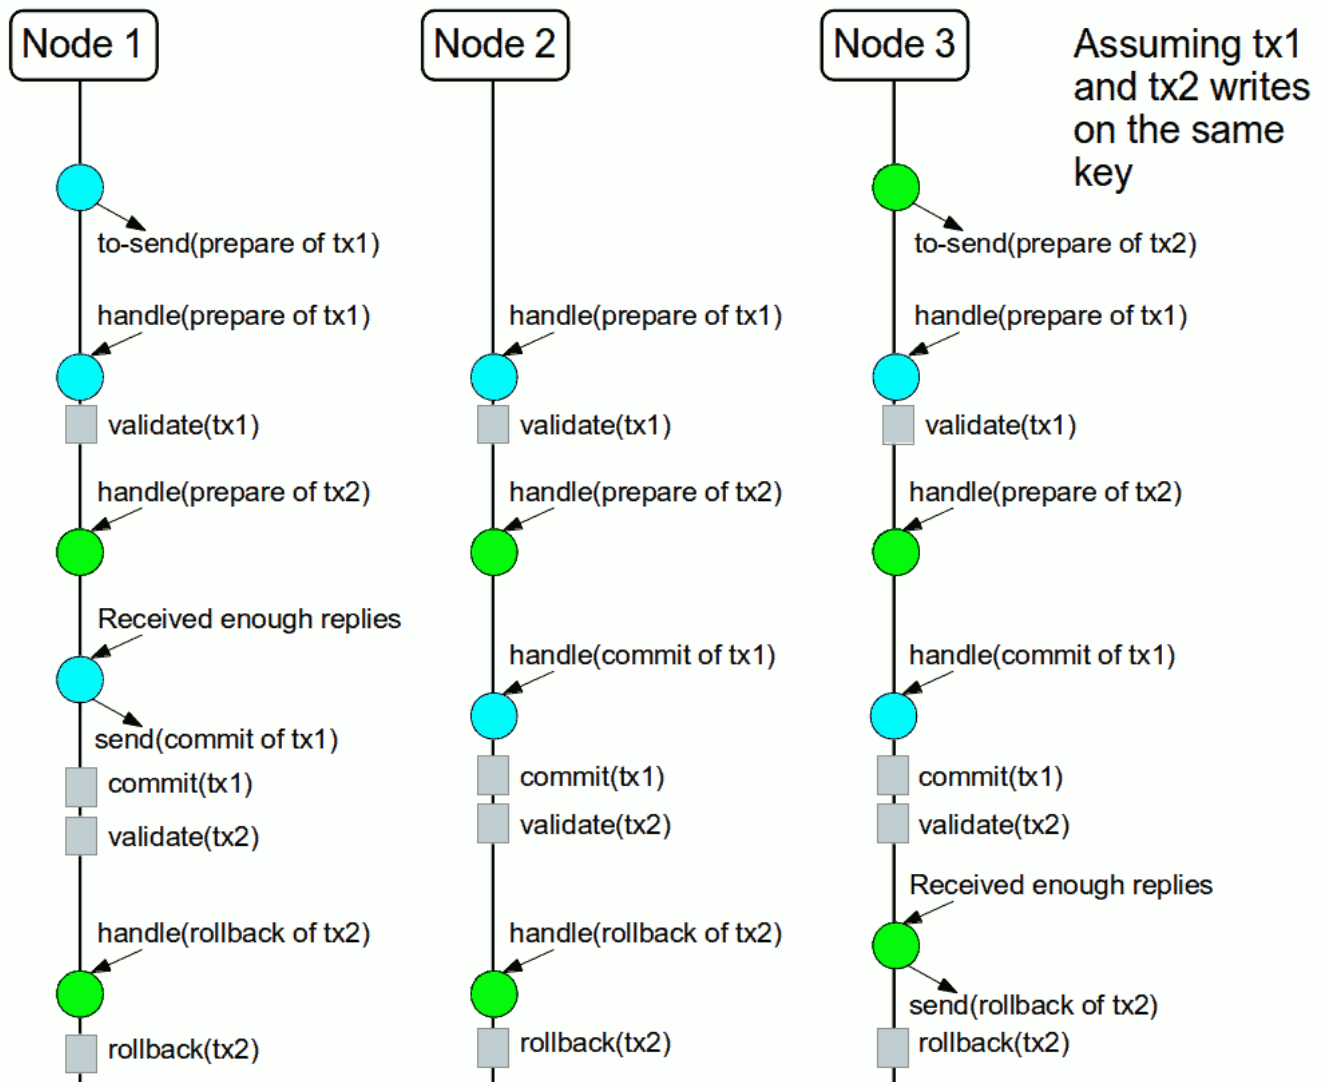 Node 1
Node 2
Node 3
Assuming tx1
and tx2 writes
on the same
key
to-send(prepare of tx1)
to-send(prepare of tx2)
handle(prepare of tx1)
handle(prepare of tx1)
handle(prepare of tx1)
validate(tx1)
validate(tx1)
validate(tx1)
handle(prepare of tx2)
handle(prepare of tx2)
handle(prepare of tx2)
Received enough replies
handle(commit of tx1)
handle(commit of tx1)
send(commit of tx1)
commit(tx1)
commit(tx1)
commit(tx1)
validate(tx2)
validate(tx2)
validate(tx2)
Received enough replies
handle(rollback of tx2)
handle(rollback of tx2)
send(rollback of tx2)
rollback(tx2)
rollback(tx2)
rollback(tx2)